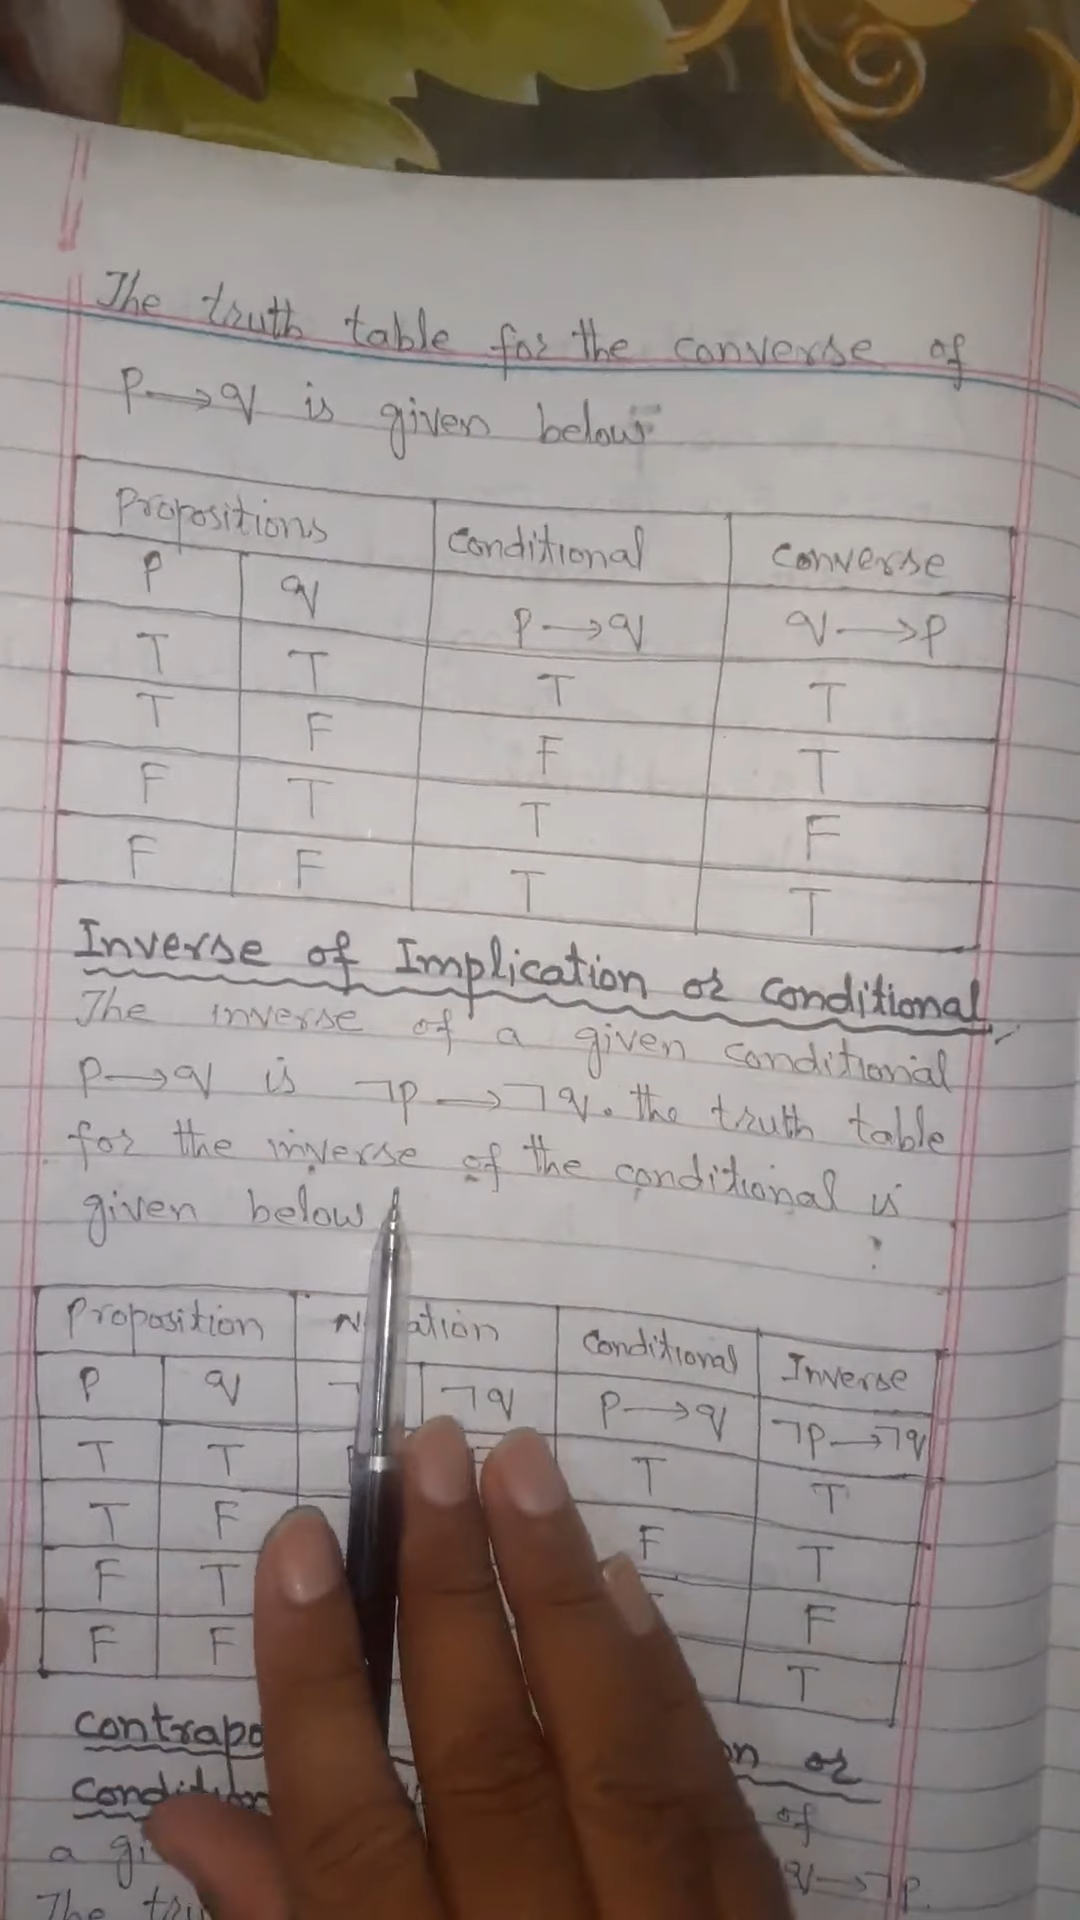 The truth table for the converse of
p→q is given below
Propositions Conditional Converse
p q p→q q→p
T T T T
T F F T
F T T F
F F T T
Inverse of Implication or Conditional
The inverse of a given conditional
p→q is ¬p→¬q. the truth table
for the inverse of the conditional is
given below
Proposition Conditional Inverse
p q ¬q p→q ¬p→¬q
T T T T
T F F T
F T F
F F T
or
of
a
q→¬p.
The